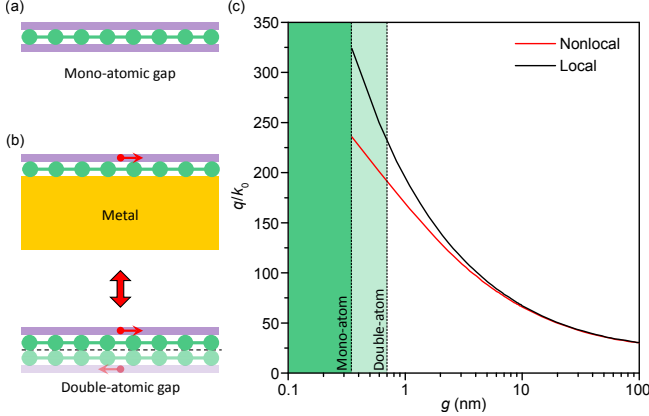 (a)
Mono-atomic gap
(b)
Metal
Double-atomic gap
(c)
350
300
250
200
150
100
50
0
q/k0
Nonlocal
Local
Mono-atom
Double-atom
0.1 1 10 100
g (nm)